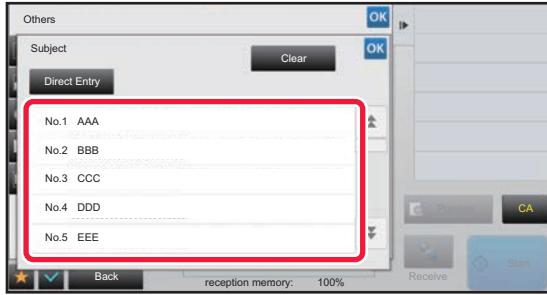 Others
OK
Subject
Clear
OK
Direct Entry
No.1 AAA
No.2 BBB
No.3 CCC
No.4 DDD
No.5 EEE
CA
Back
reception memory: 100%
Receive
Start